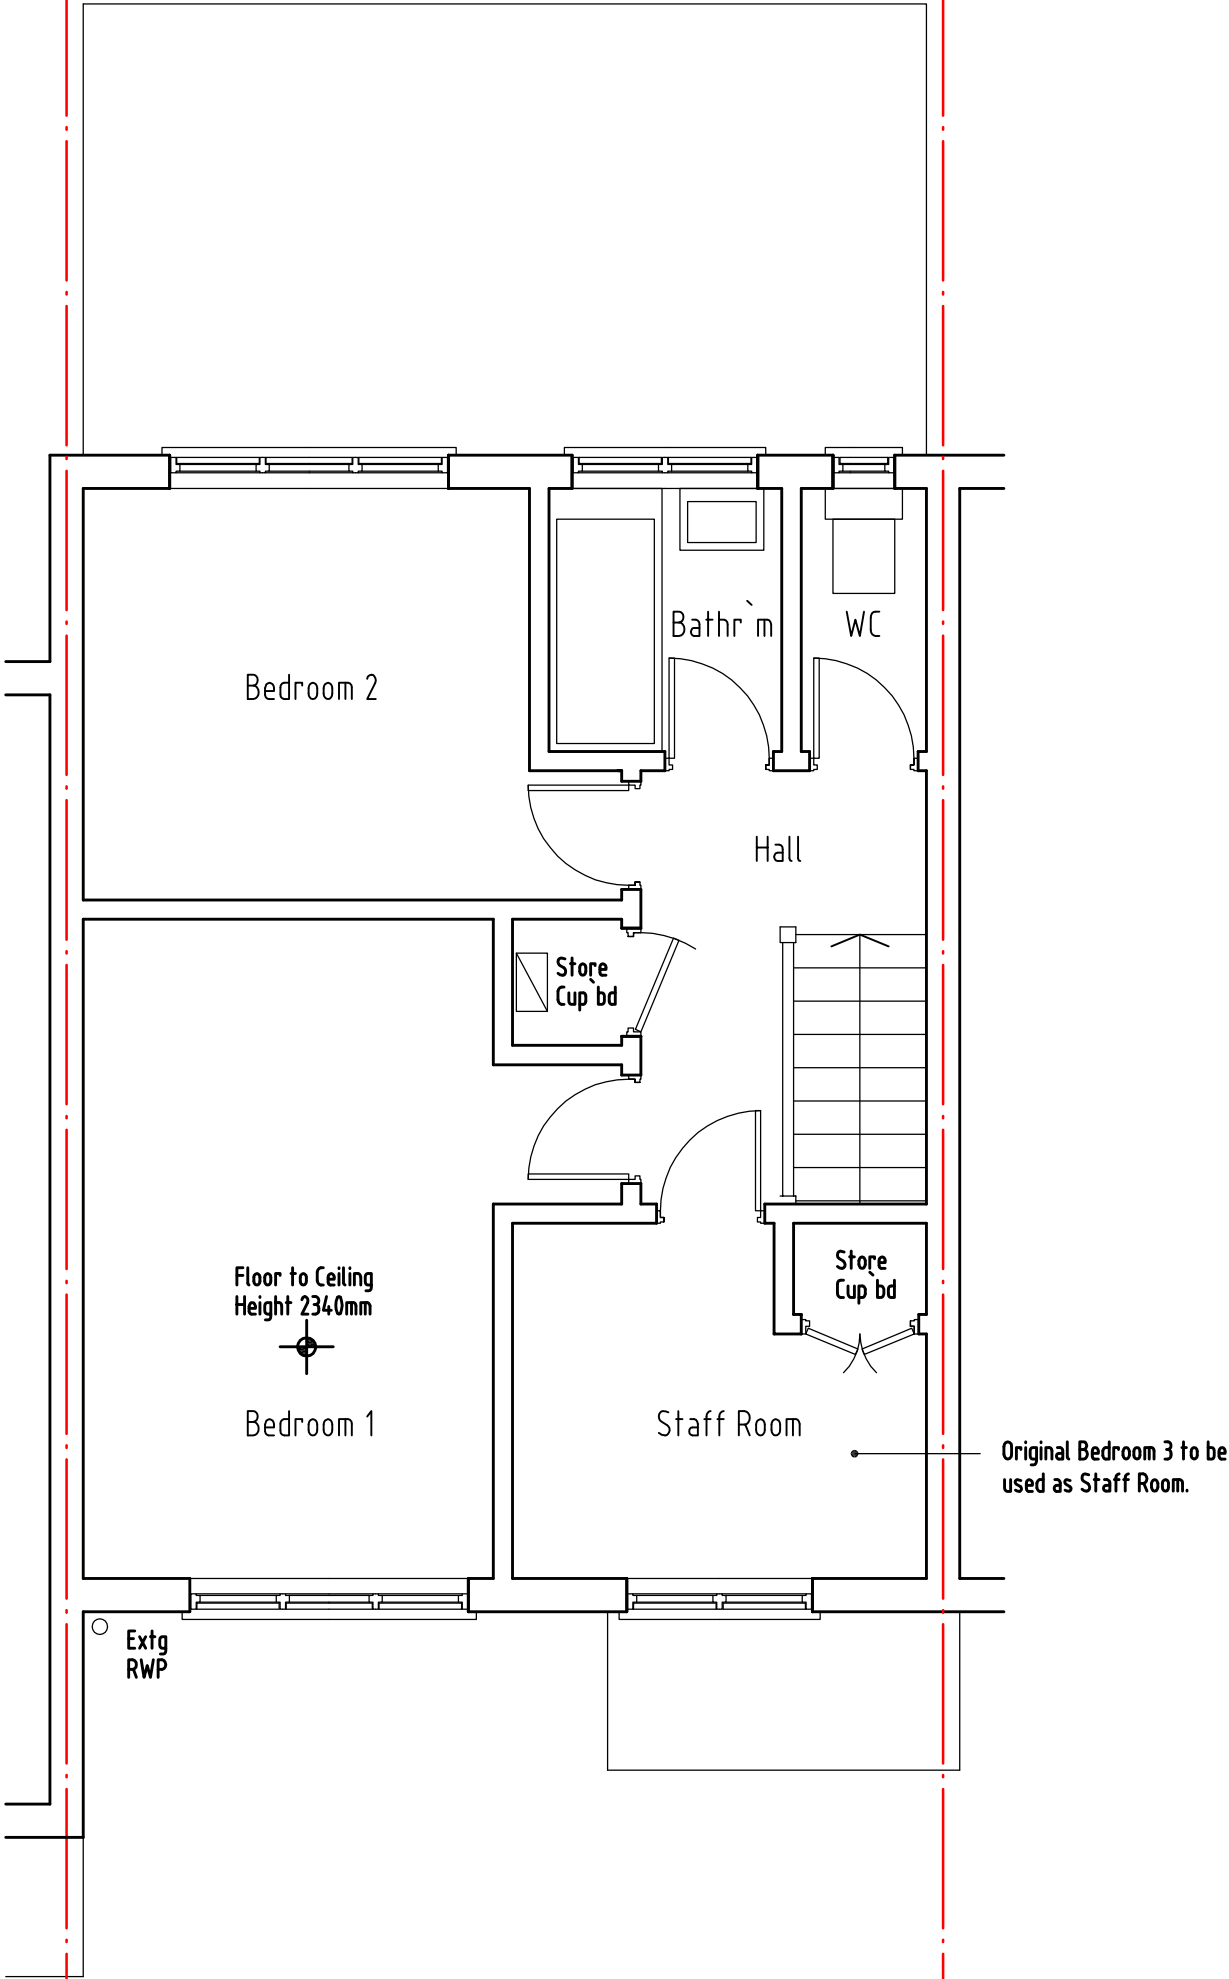 Bathr`m
WC
Bedroom 2
Hall
Store
Cup`bd
Store
Cup`bd
Floor to Ceiling
Height 2340mm
Bedroom 1
Staff Room
Original Bedroom 3 to be
used as Staff Room.
Extg
RWP